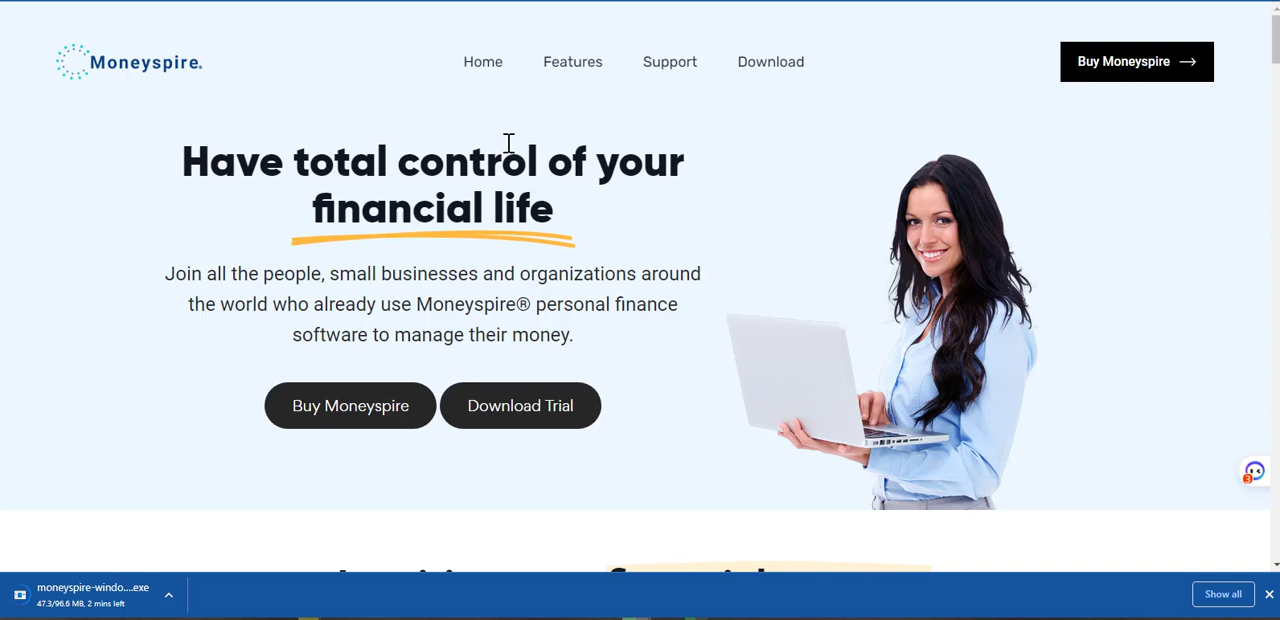 Moneyspire.
Home
Features
Support
Download
Buy Moneyspire
Have total control of your
financial life
Join all the people, small businesses and organizations around
the world who already use Moneyspire® personal finance
software to manage their money.
Buy Moneyspire
Download Trial
3
moneyspire-windo....exe
47.3/96.6 MB, 2 mins left
Show all